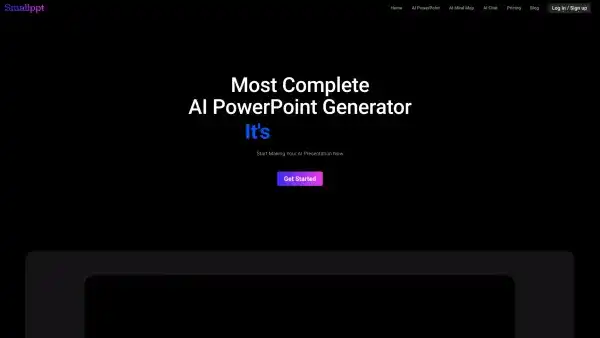 Smallppt
Home AI PowerPoint AI Mind Map AI Chat Pricing Blog Log in / Sign up
Most Complete
AI PowerPoint Generator
It's
Start Making Your AI Presentation Now.
Get Started